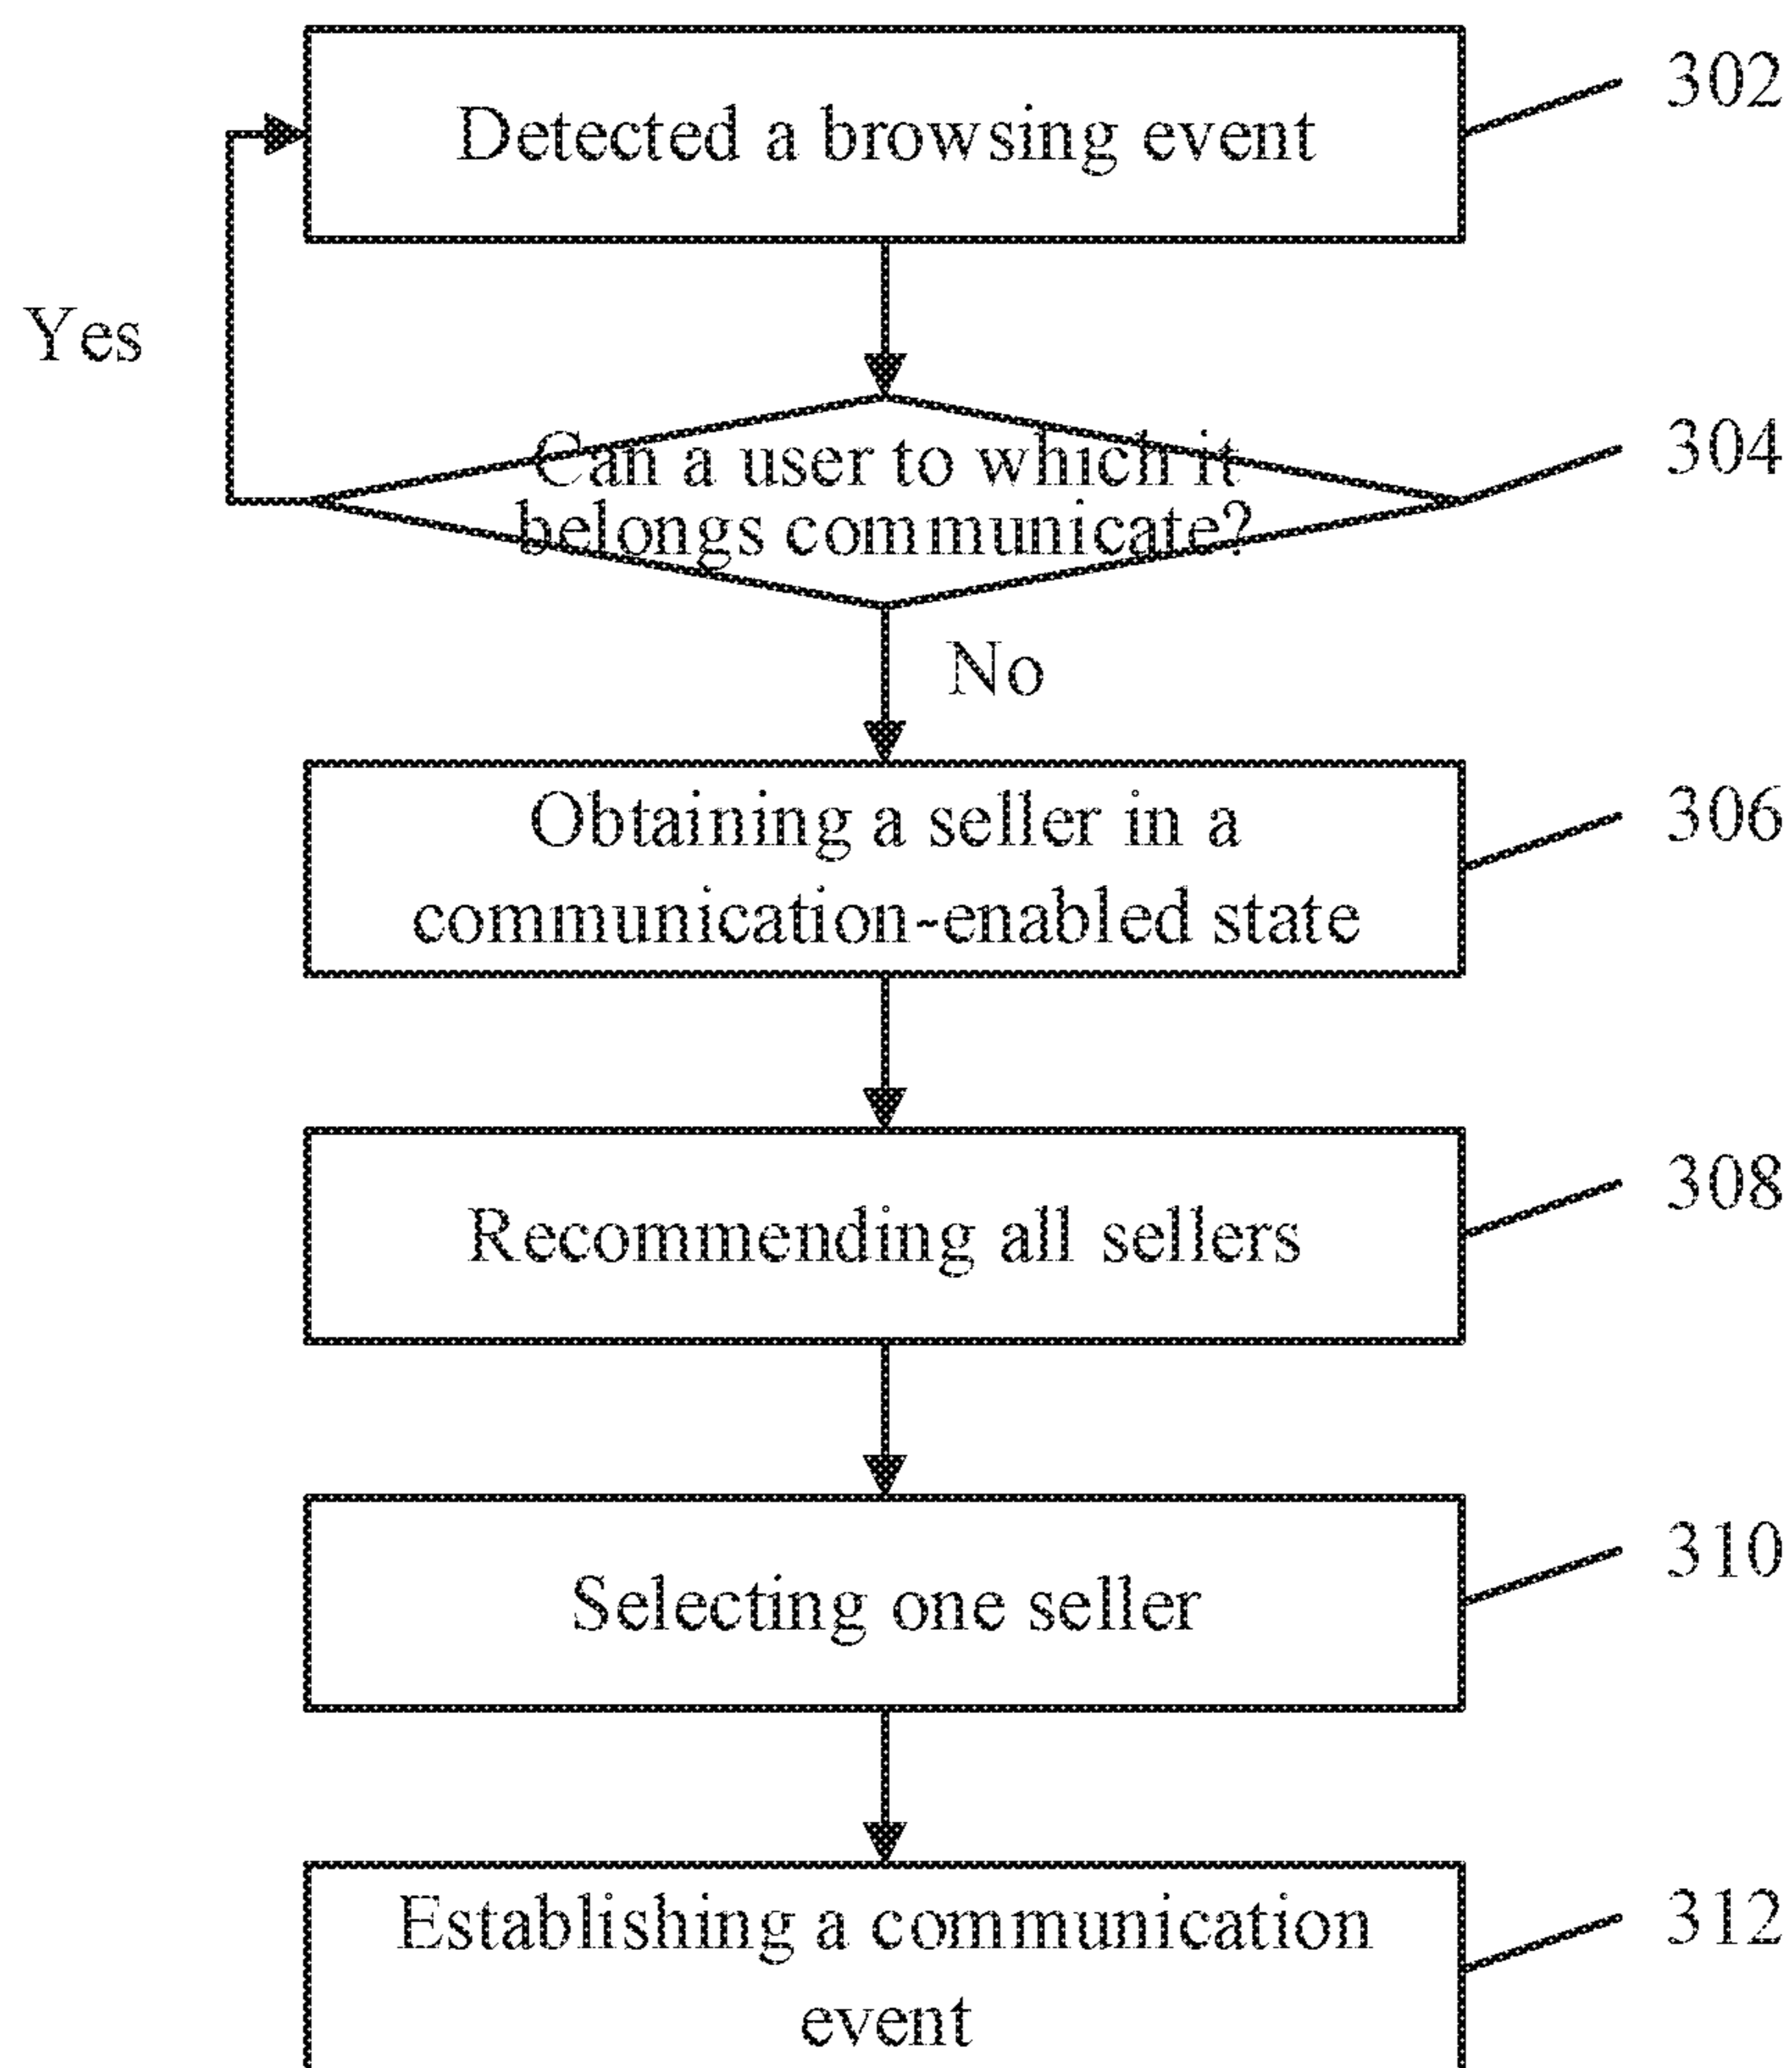 Detected a browsing event
302
Yes
Can a user to which it
belongs communicate?
304
No
Obtaining a seller in a
communication-enabled state
306
Recommending all sellers
308
Selecting one seller
310
Establishing a communication
event
312